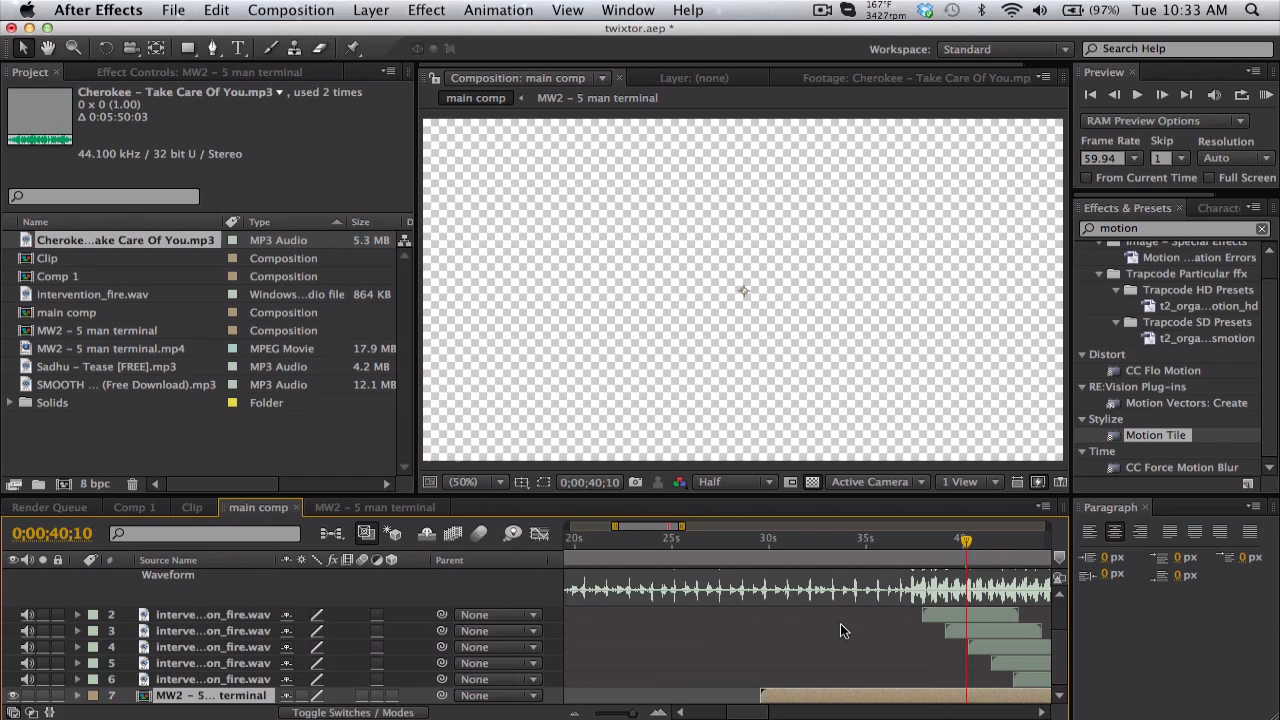 After Effects File Edit Composition Layer Effect Animation View Window Help 167°F 3427rpm (97%) Tue 10:33 AM
twixtor.aep *
Workspace: Standard Search Help
Project Effect Controls: MW2 - 5 man terminal
Composition: main comp Layer: (none) Footage: Cherokee - Take Care Of You.mp
Preview
Cherokee - Take Care Of You.mp3 , used 2 times
0 x 0 (1.00)
Δ 0:05:50:03
44.100 kHz / 32 bit U / Stereo
main comp MW2 - 5 man terminal
RAM Preview Options
Frame Rate Skip Resolution
59.94 1 Auto
From Current Time Full Screen
Effects & Presets Charact
motion
Image - Special Effects
Motion ...ation Errors
Trapcode Particular ffx
Trapcode HD Presets
t2_orga...otion_hd
Trapcode SD Presets
t2_orga...smotion
Distort
CC Flo Motion
RE:Vision Plug-ins
Motion Vectors: Create
Stylize
Motion Tile
Time
CC Force Motion Blur
Name Type Size D
Cheroke...ake Care Of You.mp3 MP3 Audio 5.3 MB
Clip Composition
Comp 1 Composition
intervention_fire.wav Windows...dio file 864 KB
main comp Composition
MW2 - 5 man terminal Composition
MW2 - 5 man terminal.mp4 MPEG Movie 17.9 MB
Sadhu - Tease [FREE].mp3 MP3 Audio 4.2 MB
SMOOTH ... (Free Download).mp3 MP3 Audio 12.1 MB
Solids Folder
8 bpc
(50%) 0;00;40;10 Half Active Camera 1 View
Render Queue Comp 1 Clip main comp MW2 - 5 man terminal
Paragraph
0;00;40;10
20s 25s 30s 35s 40s
# Source Name fx Parent
0 px 0 px 0 px
0 px 0 px
Waveform
2 interve...on_fire.wav None
3 interve...on_fire.wav None
4 interve...on_fire.wav None
5 interve...on_fire.wav None
6 interve...on_fire.wav None
7 MW2 - 5... terminal None
Toggle Switches / Modes